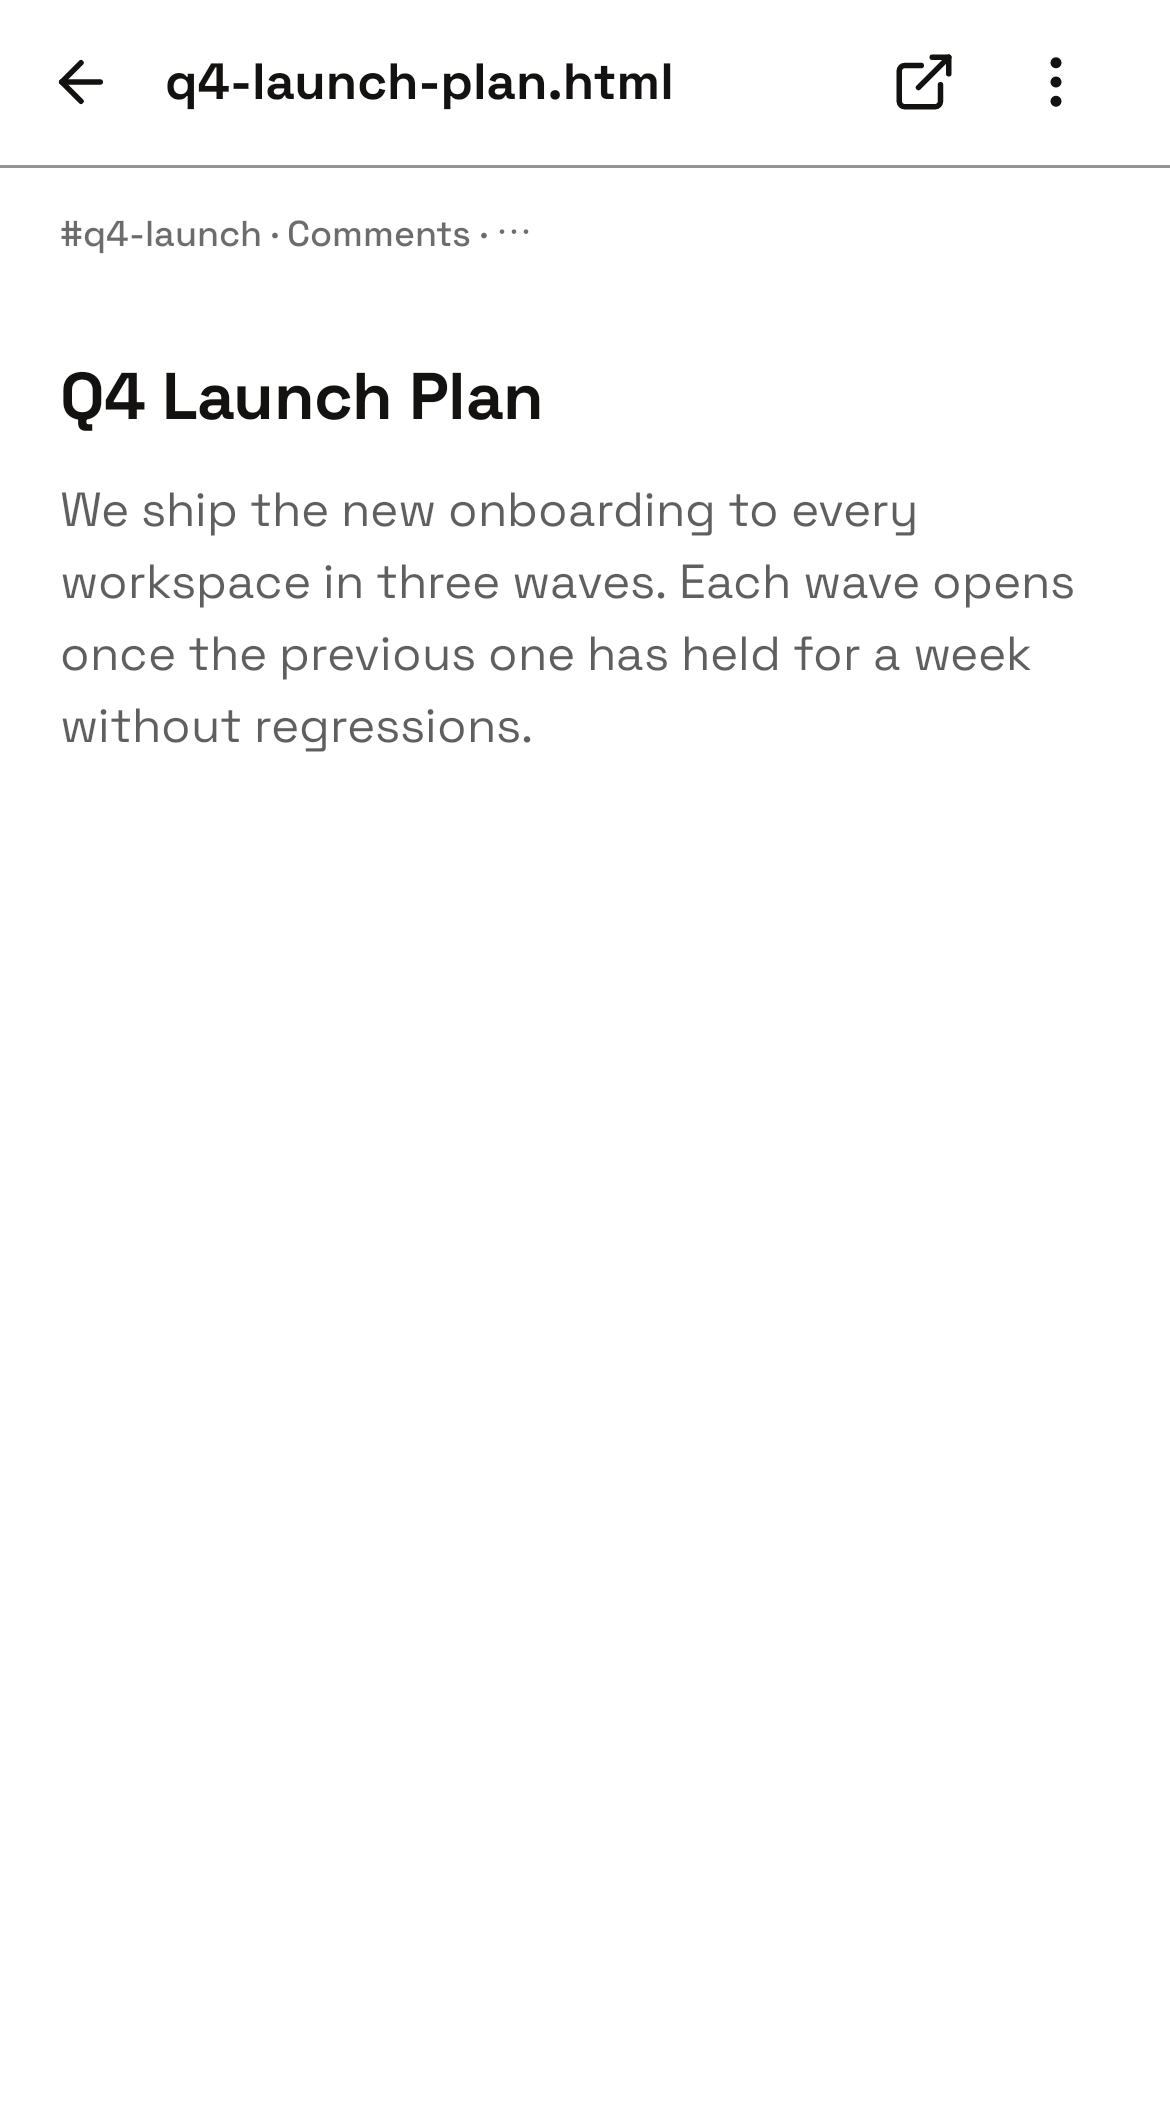 q4-launch-plan.html
#q4-launch · Comments · ···
Q4 Launch Plan
We ship the new onboarding to every
workspace in three waves. Each wave opens
once the previous one has held for a week
without regressions.